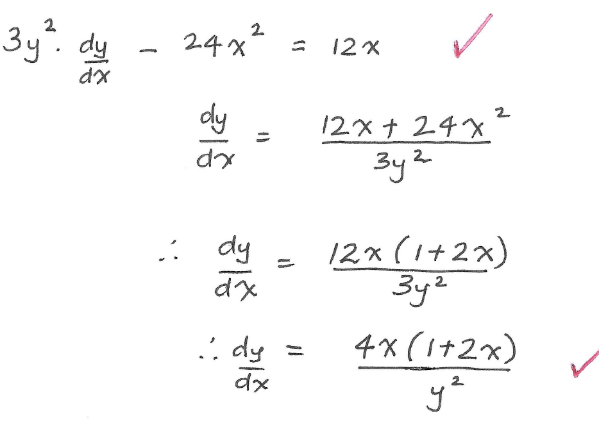 3y². dy/dx - 24x² = 12x ✓
dy/dx = (12x + 24x²)/3y²
∴ dy/dx = 12x(1+2x)/3y²
∴ dy/dx = 4x(1+2x)/y² ✓